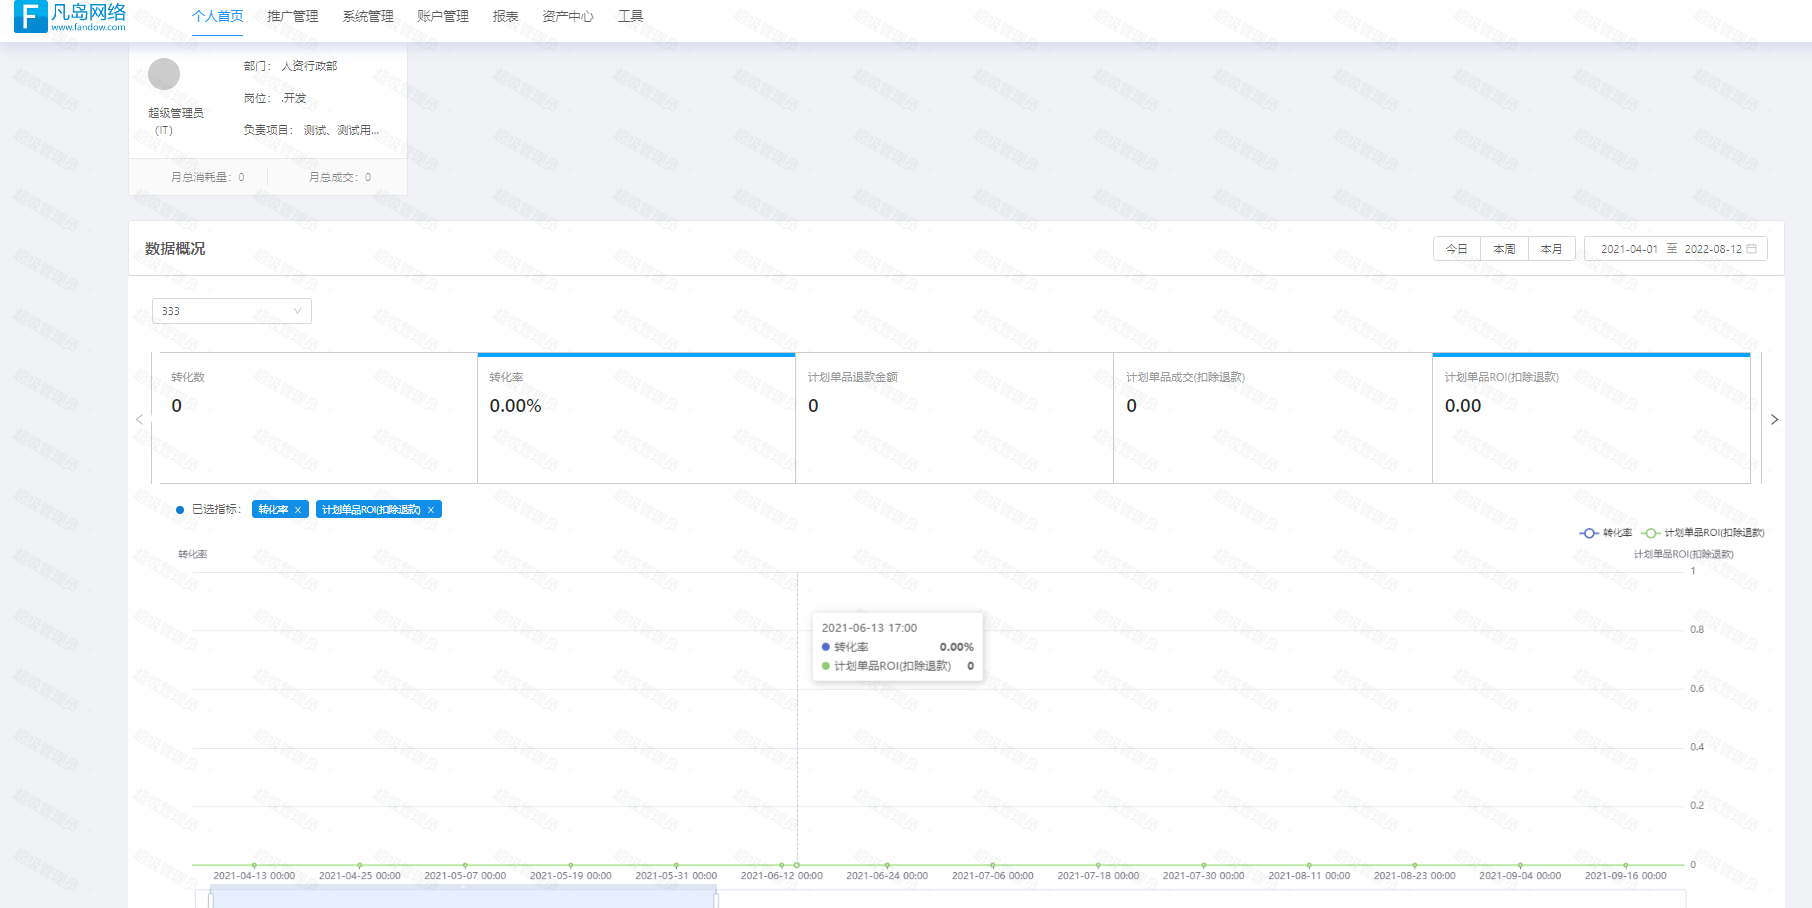 凡岛网络
www.fandow.com
个人首页 推广管理 系统管理 账户管理 报表 资产中心 工具
部门： 人资行政部
岗位： ,开发
超级管理员
(IT)
负责项目： 测试、测试用...
月总消耗量：0 月总成交：0
数据概况
今日 本周 本月 2021-04-01 至 2022-08-12
333
转化数 转化率 计划单品退款金额 计划单品成交(扣除退款) 计划单品ROI(扣除退款)
0 0.00% 0 0 0.00
已选指标： 转化率 × 计划单品ROI(扣除退款) ×
转化率 计划单品ROI(扣除退款)
转化率 计划单品ROI(扣除退款)
1
2021-06-13 17:00
转化率 0.00%
计划单品ROI(扣除退款) 0
0.8
0.6
0.4
0.2
0
2021-04-13 00:00 2021-04-25 00:00 2021-05-07 00:00 2021-05-19 00:00 2021-05-31 00:00 2021-06-12 00:00 2021-06-24 00:00 2021-07-06 00:00 2021-07-18 00:00 2021-07-30 00:00 2021-08-11 00:00 2021-08-23 00:00 2021-09-04 00:00 2021-09-16 00:00
超级管理员